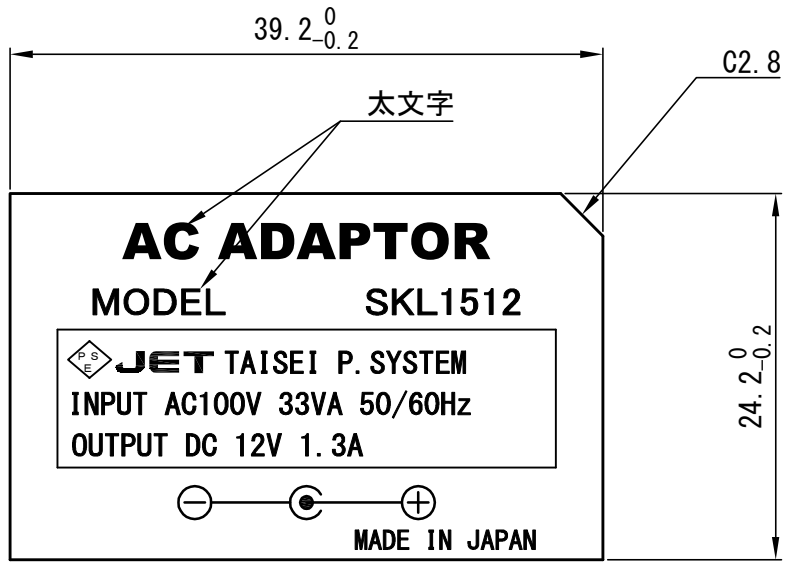 39.2 0 -0.2
C2.8
太文字
AC ADAPTOR
MODEL SKL1512
PSE JET TAISEI P.SYSTEM
INPUT AC100V 33VA 50/60Hz
OUTPUT DC 12V 1.3A
24.2 0 -0.2
MADE IN JAPAN